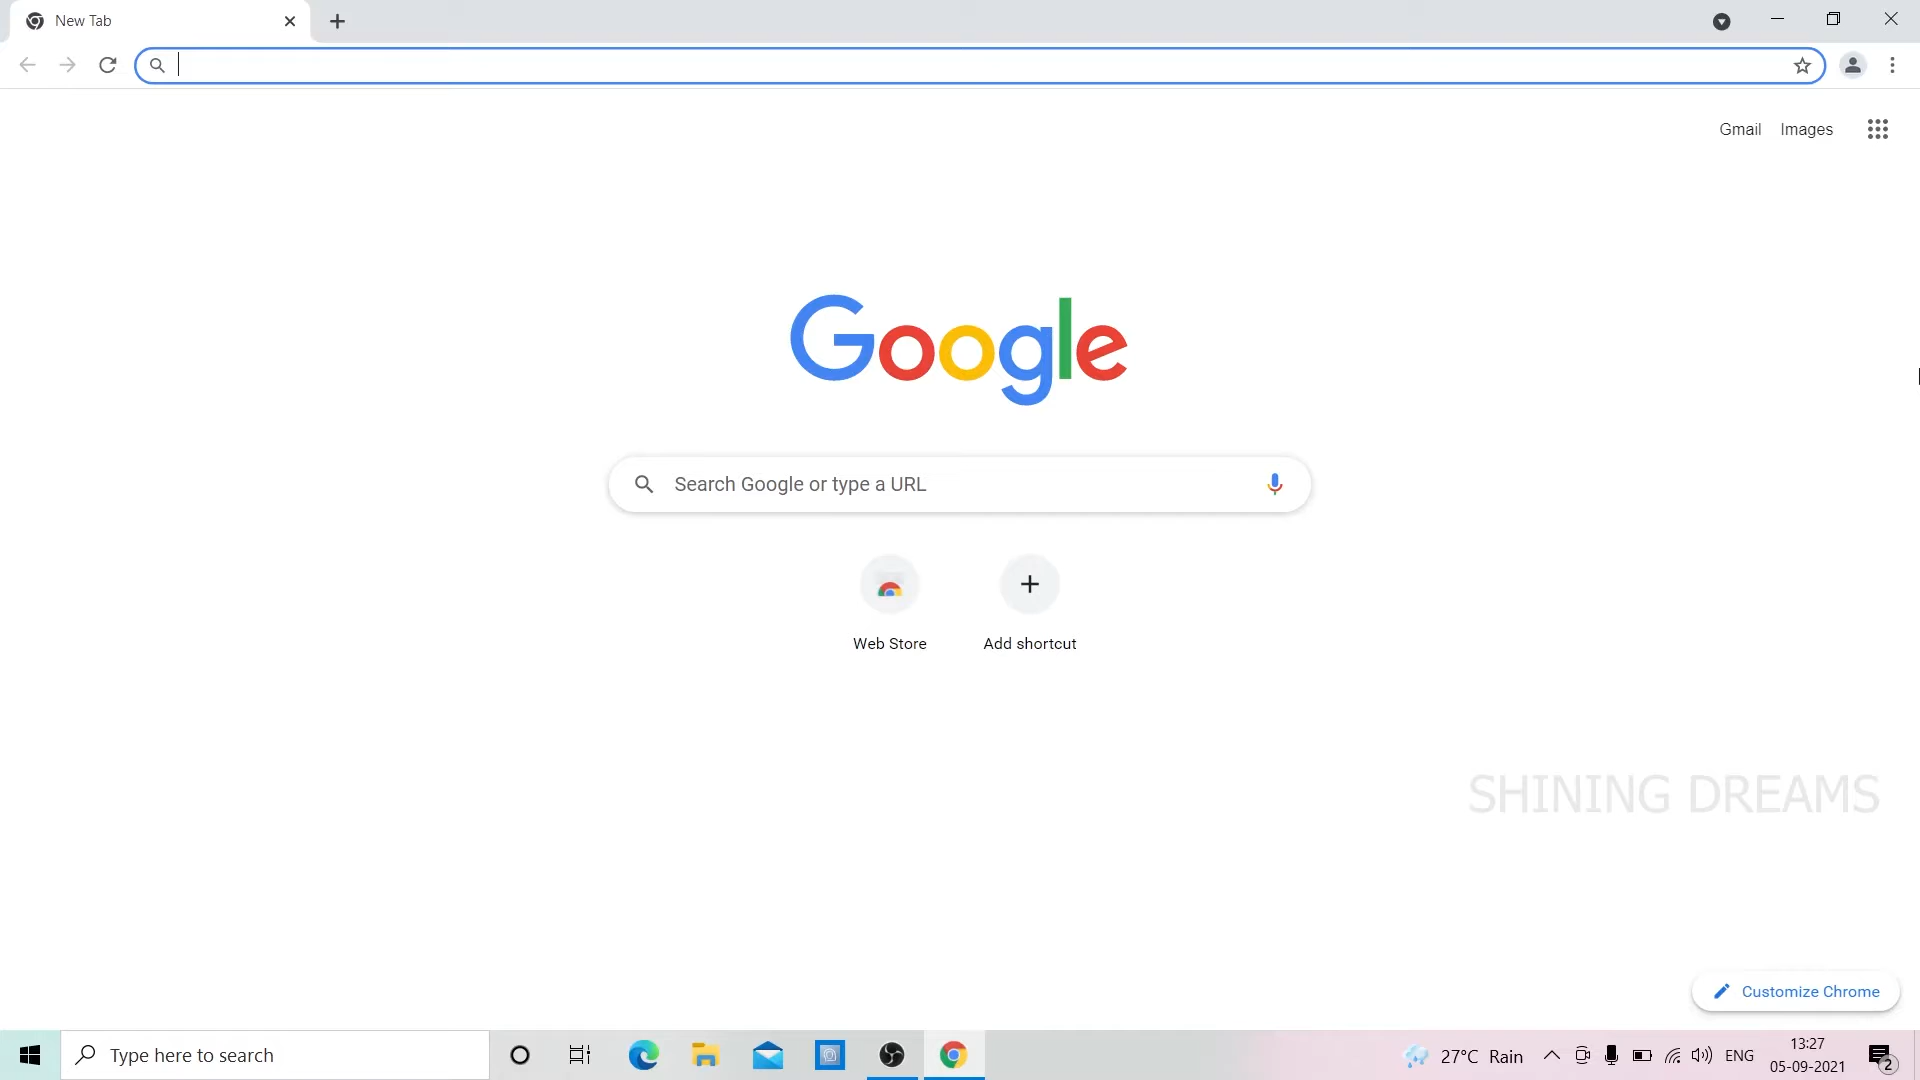 New Tab
Gmail Images
Google
Search Google or type a URL
Web Store Add shortcut
SHINING DREAMS
Customize Chrome
Type here to search
27°C Rain ENG
13:27
05-09-2021
2